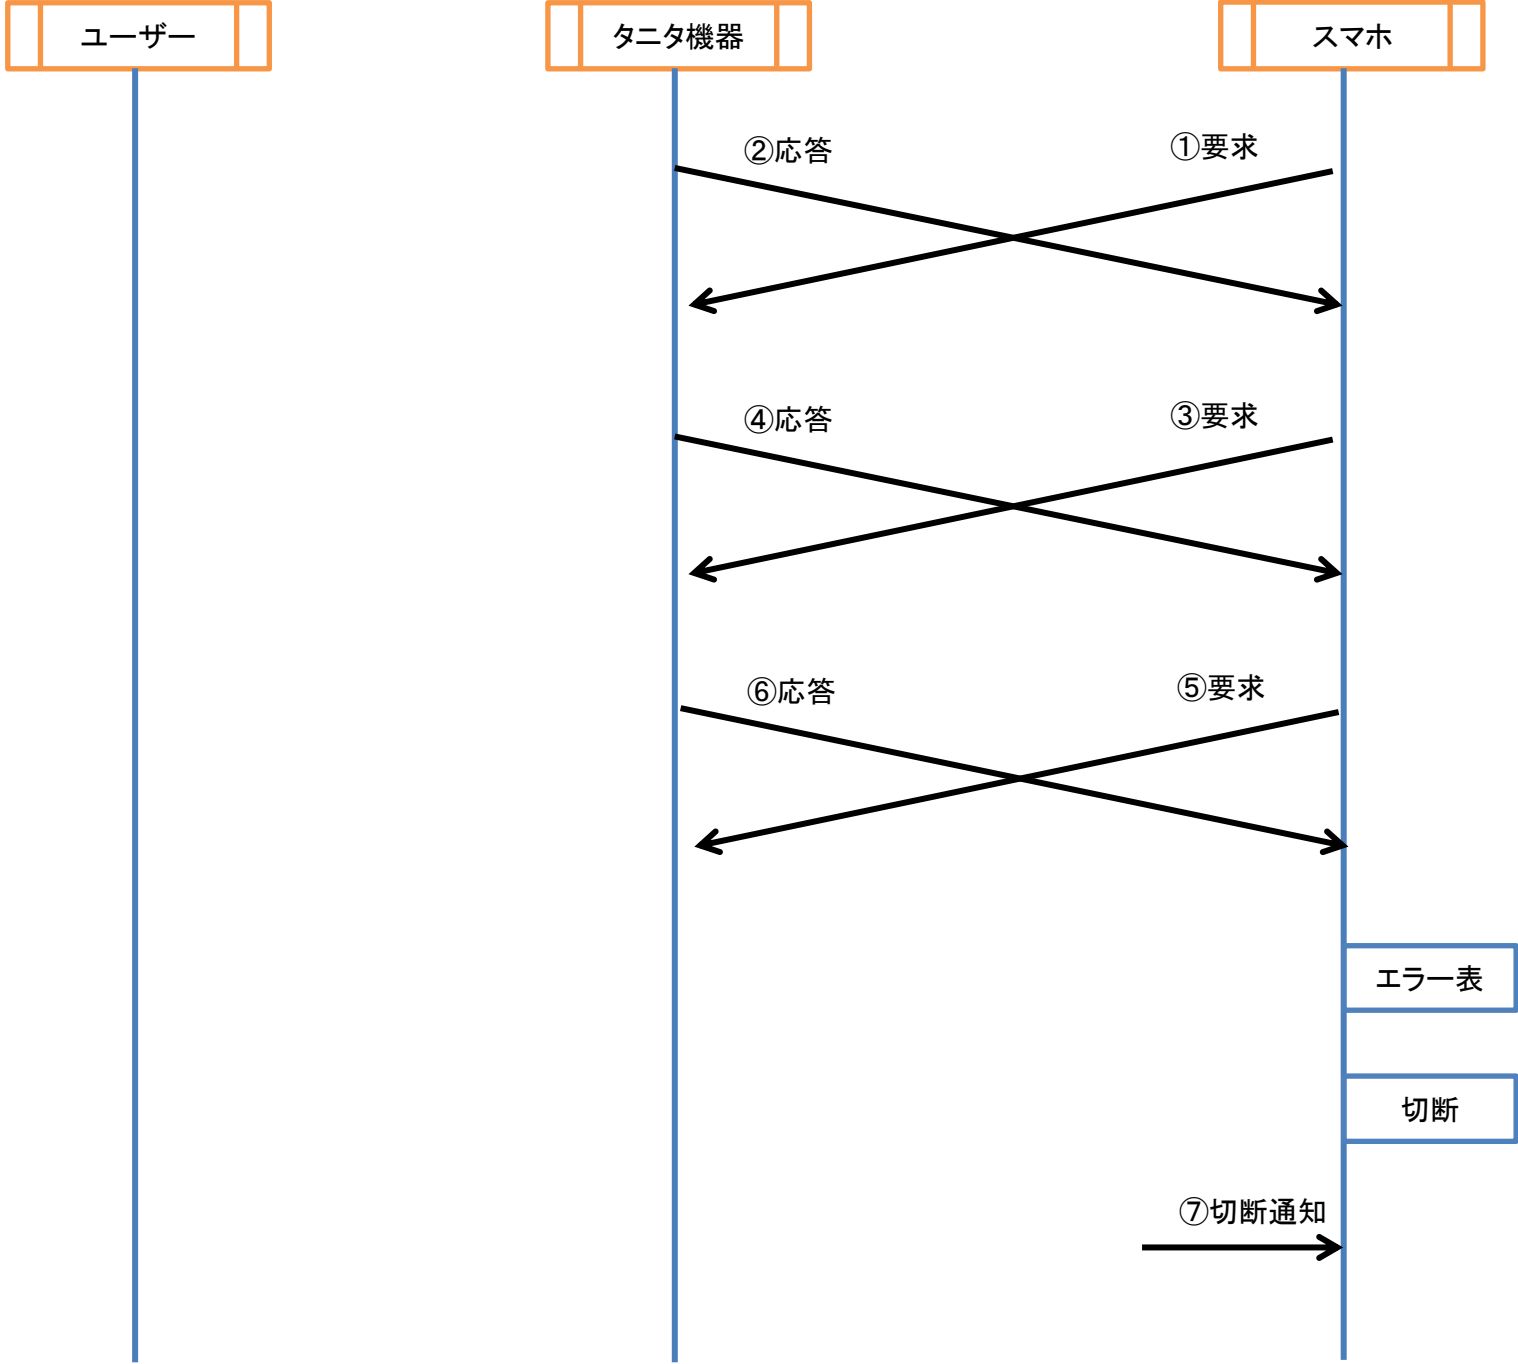 ユーザー
タニタ機器
スマホ
②応答
①要求
④応答
③要求
⑥応答
⑤要求
エラー表
切断
⑦切断通知